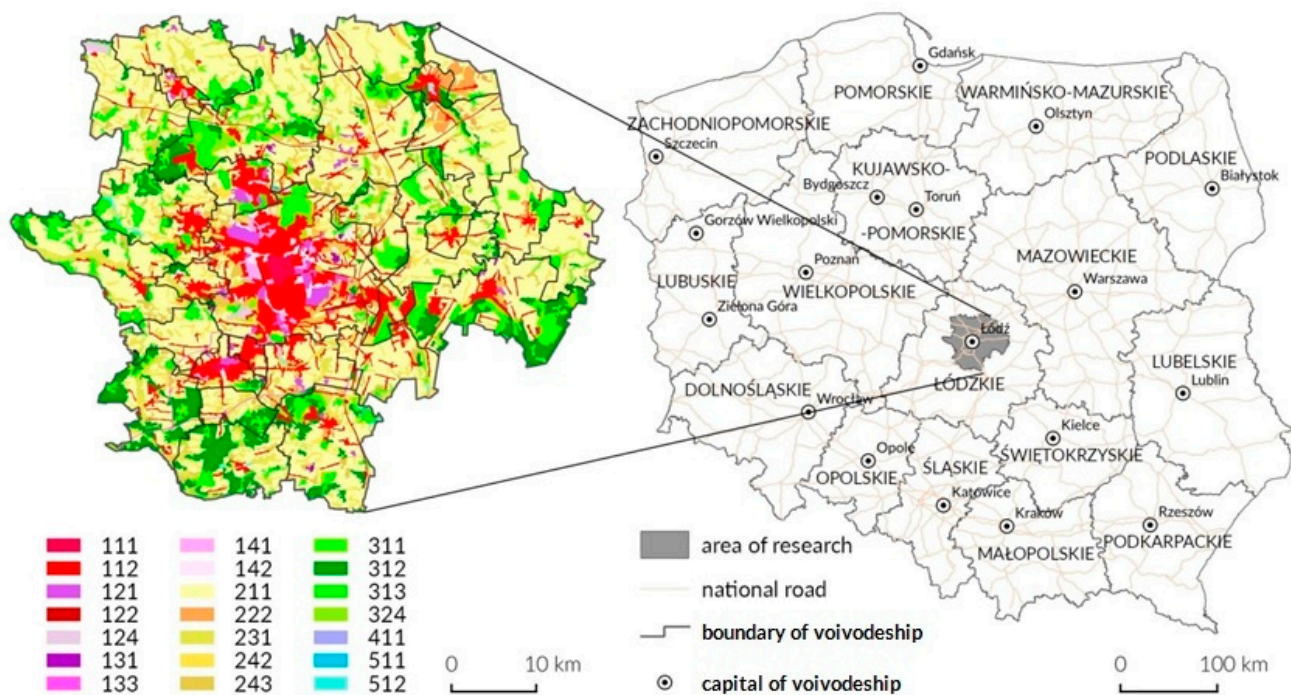 Gdańsk
POMORSKIE
WARMIŃSKO-MAZURSKIE
Olsztyn
ZACHODNIOPOMORSKIE
Szczecin
KUJAWSKO-
PODLASKIE
Białystok
Bydgoszcz
Toruń
-POMORSKIE
Gorzów Wielkopolski
MAZOWIECKIE
Warszawa
Poznań
WIELKOPOLSKIE
LUBUSKIE
Zielona Góra
Łódź
ŁÓDZKIE
LUBELSKIE
Lublin
DOLNOŚLĄSKIE
Wrocław
Kielce
ŚWIĘTOKRZYSKIE
Opole
OPOLSKIE
ŚLĄSKIE
Katowice
Kraków
MAŁOPOLSKIE
Rzeszów
PODKARPACKIE
111 141 311
112 142 312
121 211 313
122 222 324
124 231 411
131 242 511
133 243 512
0 10 km
area of research
national road
boundary of voivodeship
capital of voivodeship
0 100 km